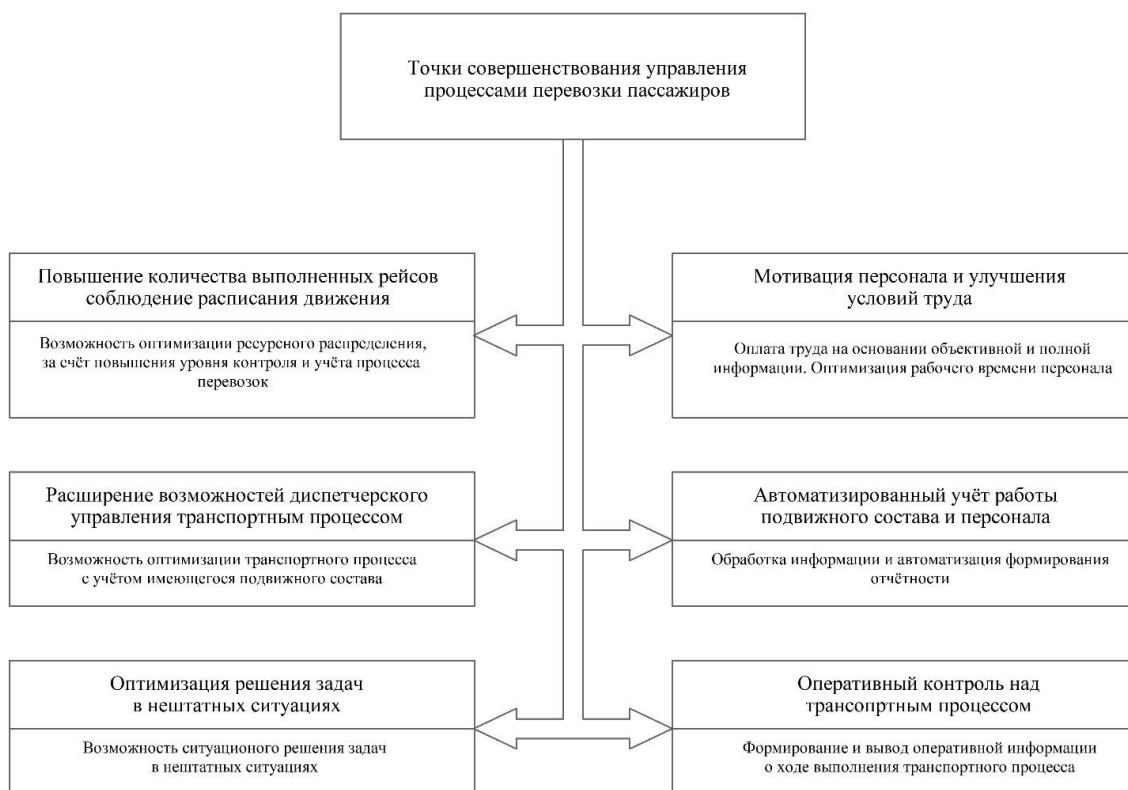 Точки совершенствования управления
процессами перевозки пассажиров
Повышение количества выполненных рейсов
соблюдение расписания движения
Возможность оптимизации ресурсного распределения,
за счёт повышения уровня контроля и учёта процесса
перевозок
Мотивация персонала и улучшения
условий труда
Оплата труда на основании объективной и полной
информации. Оптимизация рабочего времени персонала
Расширение возможностей диспетчерского
управления транспортным процессом
Возможность оптимизации транспортного процесса
с учётом имеющегося подвижного состава
Автоматизированный учёт работы
подвижного состава и персонала
Обработка информации и автоматизация формирования
отчётности
Оптимизация решения задач
в нештатных ситуациях
Возможность ситуационого решения задач
в нештатных ситуациях
Оперативный контроль над
трансопртным процессом
Формирование и вывод оперативной информации
о ходе выполнения транспортного процесса